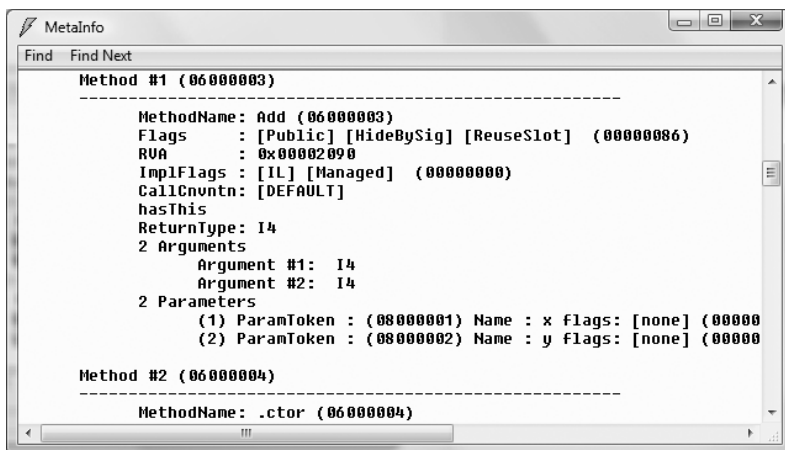 MetaInfo
Find Find Next
Method #1 (06000003)
-------------------------------------------------------
MethodName: Add (06000003)
Flags : [Public] [HideBySig] [ReuseSlot] (00000086)
RVA : 0x00002090
ImplFlags : [IL] [Managed] (00000000)
CallCnvntn: [DEFAULT]
hasThis
ReturnType: I4
2 Arguments
Argument #1: I4
Argument #2: I4
2 Parameters
(1) ParamToken : (08000001) Name : x flags: [none] (00000
(2) ParamToken : (08000002) Name : y flags: [none] (00000
Method #2 (06000004)
-------------------------------------------------------
MethodName: .ctor (06000004)